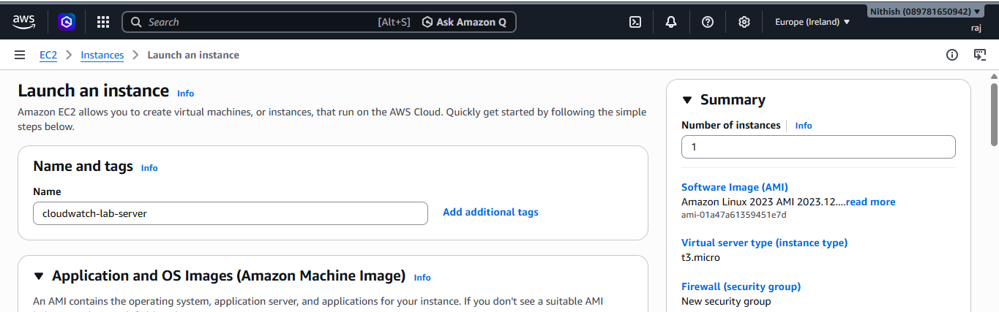 aws
Search [Alt+S] Ask Amazon Q
Europe (Ireland)
Nithish (089781650942)
raj
EC2 Instances Launch an instance
Launch an instance Info
Amazon EC2 allows you to create virtual machines, or instances, that run on the AWS Cloud. Quickly get started by following the simple
steps below.
Name and tags Info
Name
cloudwatch-lab-server
Add additional tags
Application and OS Images (Amazon Machine Image) Info
An AMI contains the operating system, application server, and applications for your instance. If you don't see a suitable AMI
Summary
Number of instances Info
1
Software Image (AMI)
Amazon Linux 2023 AMI 2023.12....read more
ami-01a47a61359451e7d
Virtual server type (instance type)
t3.micro
Firewall (security group)
New security group